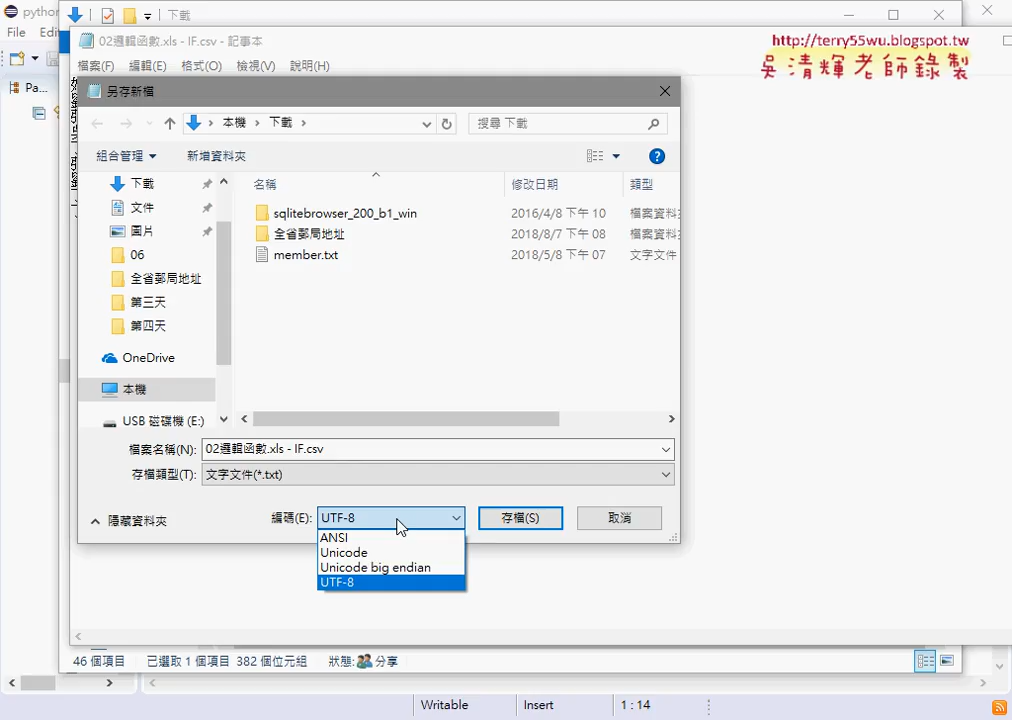 python
下載
File Edi
02邏輯函數.xls - IF.csv - 記事本
http://terry55wu.blogspot.tw
吳清輝老師錄製
檔案(F) 編輯(E) 格式(O) 檢視(V) 說明(H)
Pa...
另存新檔
本機 下載 搜尋 下載
組合管理 新增資料夾
名稱 修改日期 類型
下載
文件
圖片
06
全省郵局地址
第三天
第四天
OneDrive
本機
USB 磁碟機 (E:)
sqlitebrowser_200_b1_win 2016/4/8 下午 10 檔案資料夾
全省郵局地址 2018/8/7 下午 08 檔案資料夾
member.txt 2018/5/8 下午 07 文字文件
檔案名稱(N): 02邏輯函數.xls - IF.csv
存檔類型(T): 文字文件(*.txt)
隱藏資料夾 編碼(E): UTF-8 存檔(S) 取消
ANSI
Unicode
Unicode big endian
UTF-8
46 個項目 已選取 1 個項目 382 個位元組 狀態: 分享
Writable Insert 1 : 14